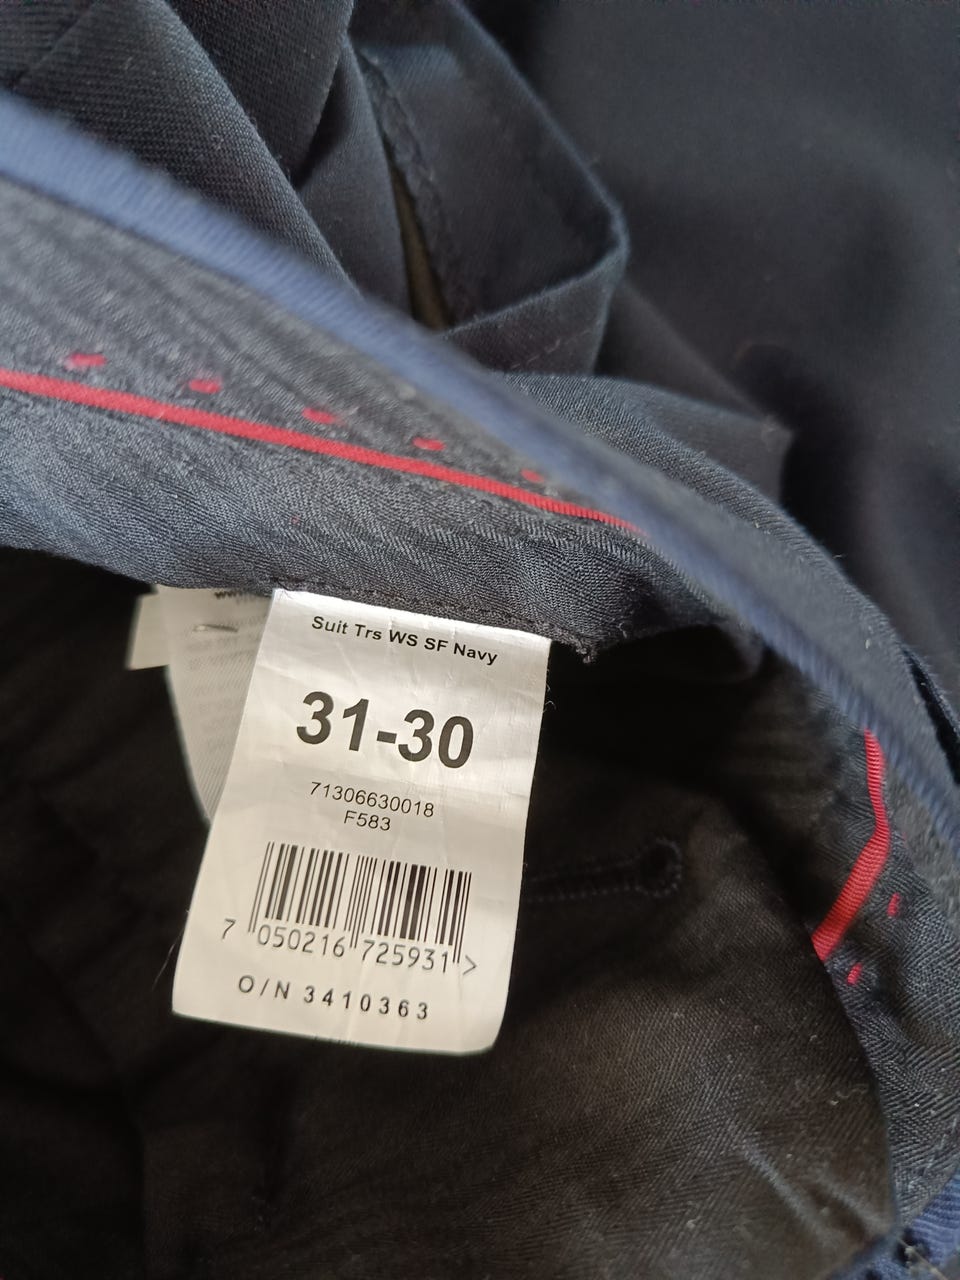 Suit Trs WS SF Navy
31-30
71306630018
F583
7 050216 725931 >
O/N 3410363